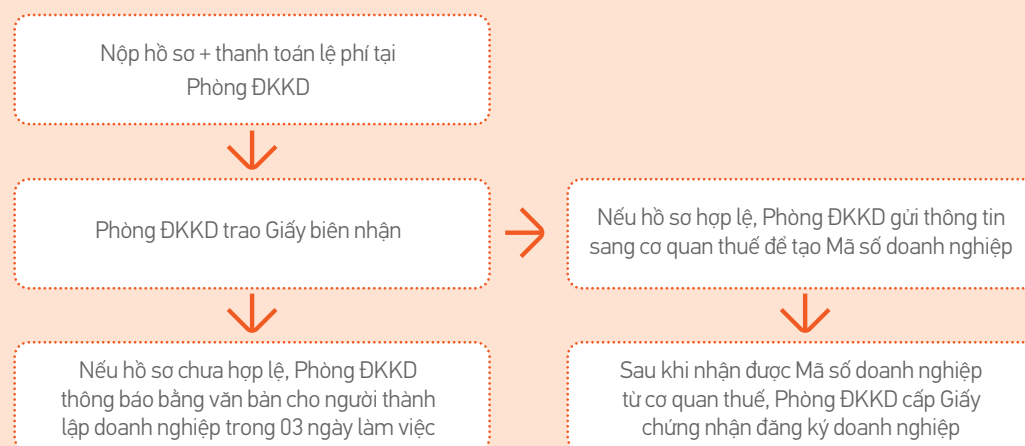 Nộp hồ sơ + thanh toán lệ phí tại
Phòng ĐKKD
Phòng ĐKKD trao Giấy biên nhận
Nếu hồ sơ hợp lệ, Phòng ĐKKD gửi thông tin
sang cơ quan thuế để tạo Mã số doanh nghiệp
Nếu hồ sơ chưa hợp lệ, Phòng ĐKKD
thông báo bằng văn bản cho người thành
lập doanh nghiệp trong 03 ngày làm việc
Sau khi nhận được Mã số doanh nghiệp
từ cơ quan thuế, Phòng ĐKKD cấp Giấy
chứng nhận đăng ký doanh nghiệp